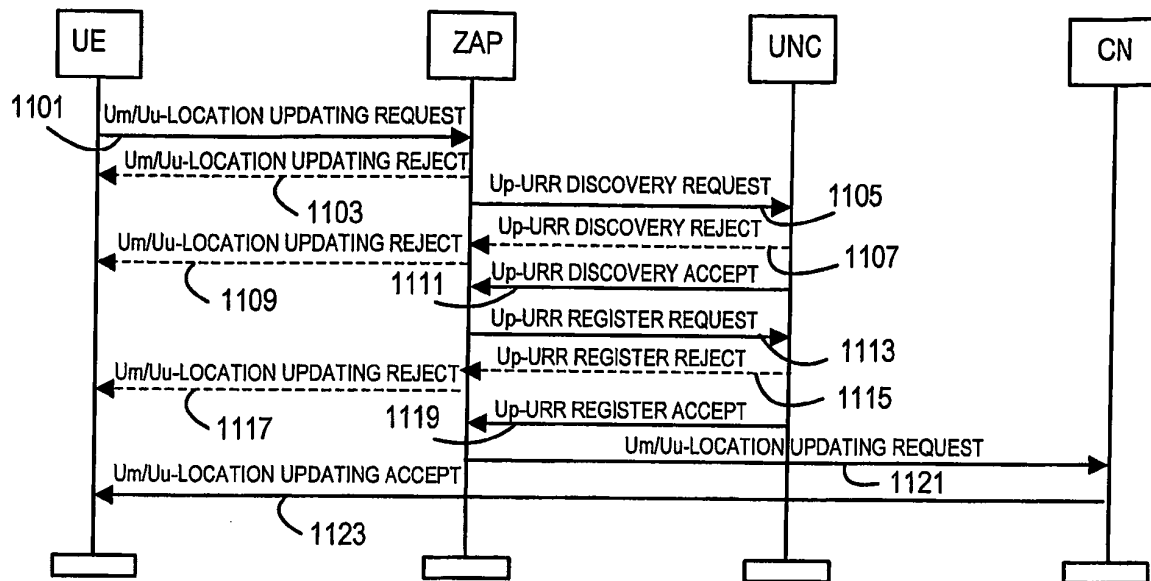 UE
ZAP
UNC
CN
1101
Um/Uu-LOCATION UPDATING REQUEST
Um/Uu-LOCATION UPDATING REJECT
1103
Up-URR DISCOVERY REQUEST
1105
Up-URR DISCOVERY REJECT
1107
Um/Uu-LOCATION UPDATING REJECT
1109
Up-URR DISCOVERY ACCEPT
1111
Up-URR REGISTER REQUEST
1113
Up-URR REGISTER REJECT
1115
Um/Uu-LOCATION UPDATING REJECT
1117
Up-URR REGISTER ACCEPT
1119
Um/Uu-LOCATION UPDATING REQUEST
1121
Um/Uu-LOCATION UPDATING ACCEPT
1123